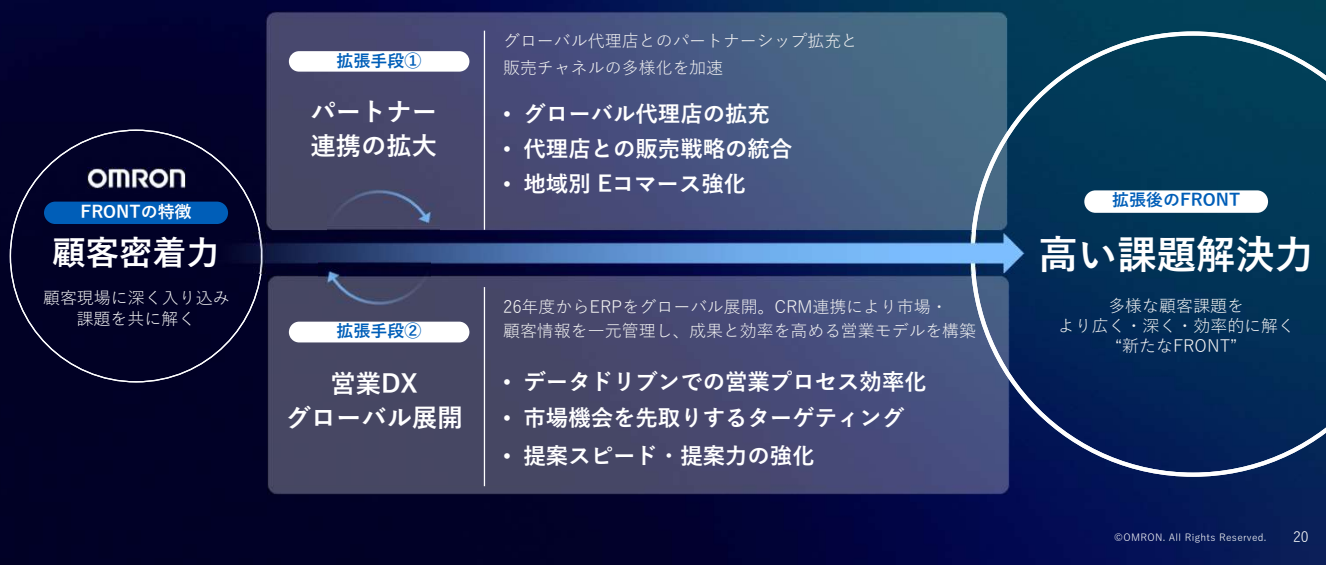 OMRON
FRONTの特徴
顧客密着力
顧客現場に深く入り込み
課題を共に解く
拡張手段①
パートナー
連携の拡大
グローバル代理店とのパートナーシップ拡充と
販売チャネルの多様化を加速
• グローバル代理店の拡充
• 代理店との販売戦略の統合
• 地域別 Eコマース強化
拡張手段②
営業DX
グローバル展開
26年度からERPをグローバル展開。CRM連携により市場・
顧客情報を一元管理し、成果と効率を高める営業モデルを構築
• データドリブンでの営業プロセス効率化
• 市場機会を先取りするターゲティング
• 提案スピード・提案力の強化
拡張後のFRONT
高い課題解決力
多様な顧客課題を
より広く・深く・効率的に解く
“新たなFRONT”
©OMRON. All Rights Reserved. 20